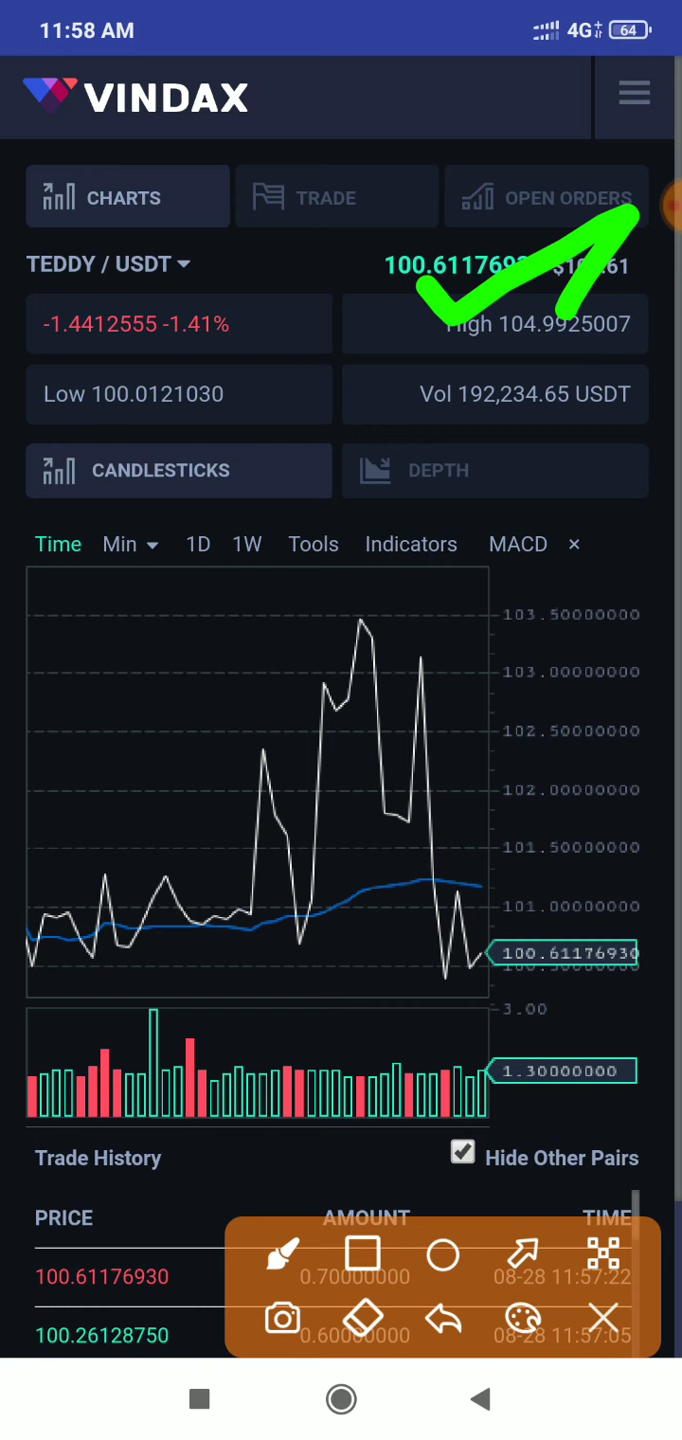 11:58 AM 4G+ 64
VINDAX
CHARTS TRADE OPEN ORDERS
TEDDY / USDT
-1.4412555 -1.41% High 104.9925007
Low 100.0121030 Vol 192,234.65 USDT
CANDLESTICKS DEPTH
Time Min 1D 1W Tools Indicators MACD ×
103.50000000
103.00000000
102.50000000
102.00000000
101.50000000
101.00000000
100.61176930
3.00
1.30000000
Trade History Hide Other Pairs
PRICE AMOUNT TIME
100.61176930 0.70000000 08-28 11:57:22
100.26128750 0.60000000 08-28 11:57:05